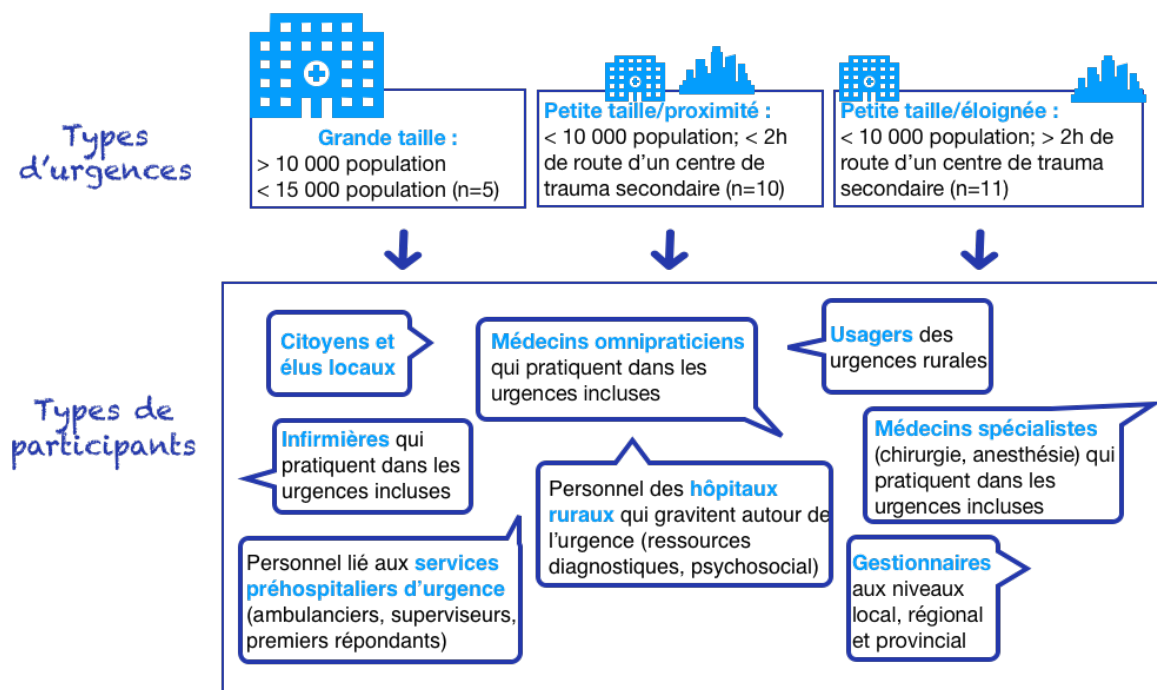 Types
d'urgences
Grande taille :
> 10 000 population
< 15 000 population (n=5)
Petite taille/proximité :
< 10 000 population; < 2h
de route d'un centre de
trauma secondaire (n=10)
Petite taille/éloignée :
< 10 000 population; > 2h de
route d'un centre de trauma
secondaire (n=11)
Types de
participants
Citoyens et
élus locaux
Médecins omnipraticiens
qui pratiquent dans les
urgences incluses
Usagers des
urgences rurales
Infirmières qui
pratiquent dans les
urgences incluses
Personnel des hôpitaux
ruraux qui gravitent autour de
l'urgence (ressources
diagnostiques, psychosocial)
Médecins spécialistes
(chirurgie, anesthésie) qui
pratiquent dans les
urgences incluses
Personnel lié aux services
préhospitaliers d'urgence
(ambulanciers, superviseurs,
premiers répondants)
Gestionnaires
aux niveaux
local, régional
et provincial